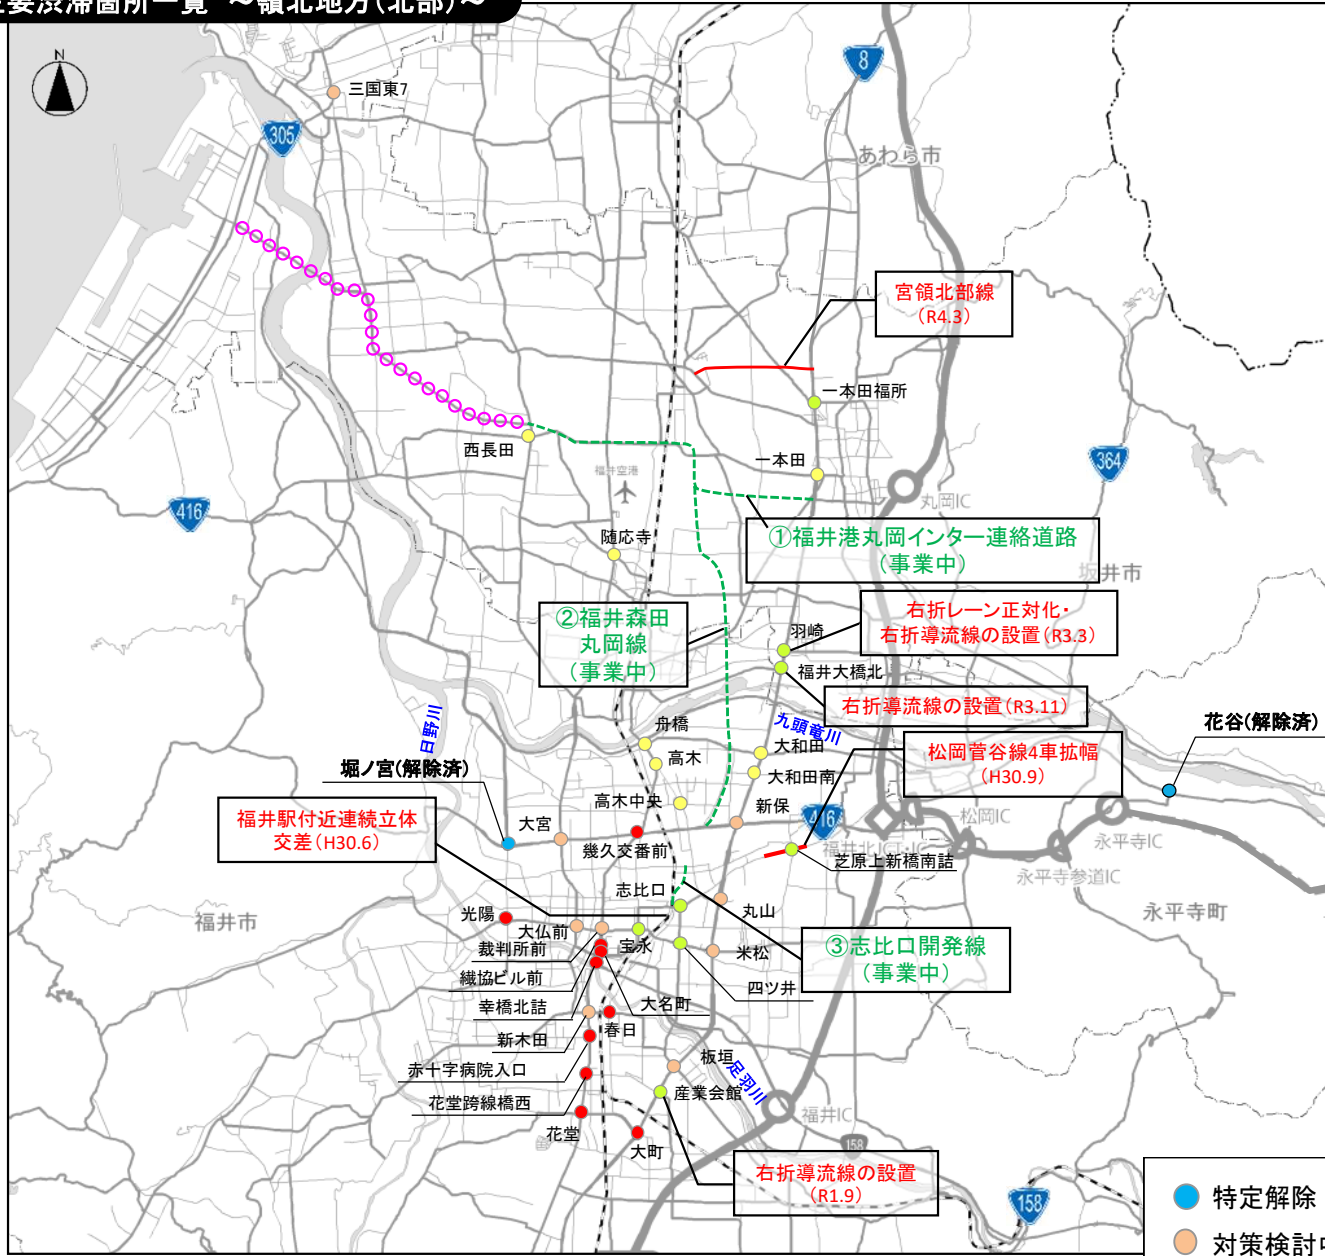 主要渋滞箇所一覧 ～嶺北地方(北部)～
N
三国東7
305
8
あわら市
宮領北部線
(R4.3)
一本田福所
西長田
一本田
福井空港
364
丸岡IC
416
随応寺
①福井港丸岡インター連絡道路
(事業中)
坂井市
②福井森田
丸岡線
(事業中)
右折レーン正対化・
右折導流線の設置(R3.3)
羽崎
福井大橋北
右折導流線の設置(R3.11)
日野川
九頭竜川
花谷(解除済)
舟橋
大和田
高木
松岡菅谷線4車拡幅
(H30.9)
堀ノ宮(解除済)
大和田南
高木中央
新保
福井駅付近連続立体
交差(H30.6)
大宮
416
松岡IC
幾久交番前
福井北JCT・IC
芝原上新橋南詰
永平寺IC
永平寺参道IC
志比口
丸山
光陽
福井市
大仏前
永平寺町
裁判所前
宝永
米松
③志比口開発線
(事業中)
繊協ビル前
四ツ井
幸橋北詰
大名町
新木田
春日
赤十字病院入口
板垣
足羽川
花堂跨線橋西
産業会館
福井IC
花堂
大町
158
右折導流線の設置
(R1.9)
158
特定解除
対策検討中